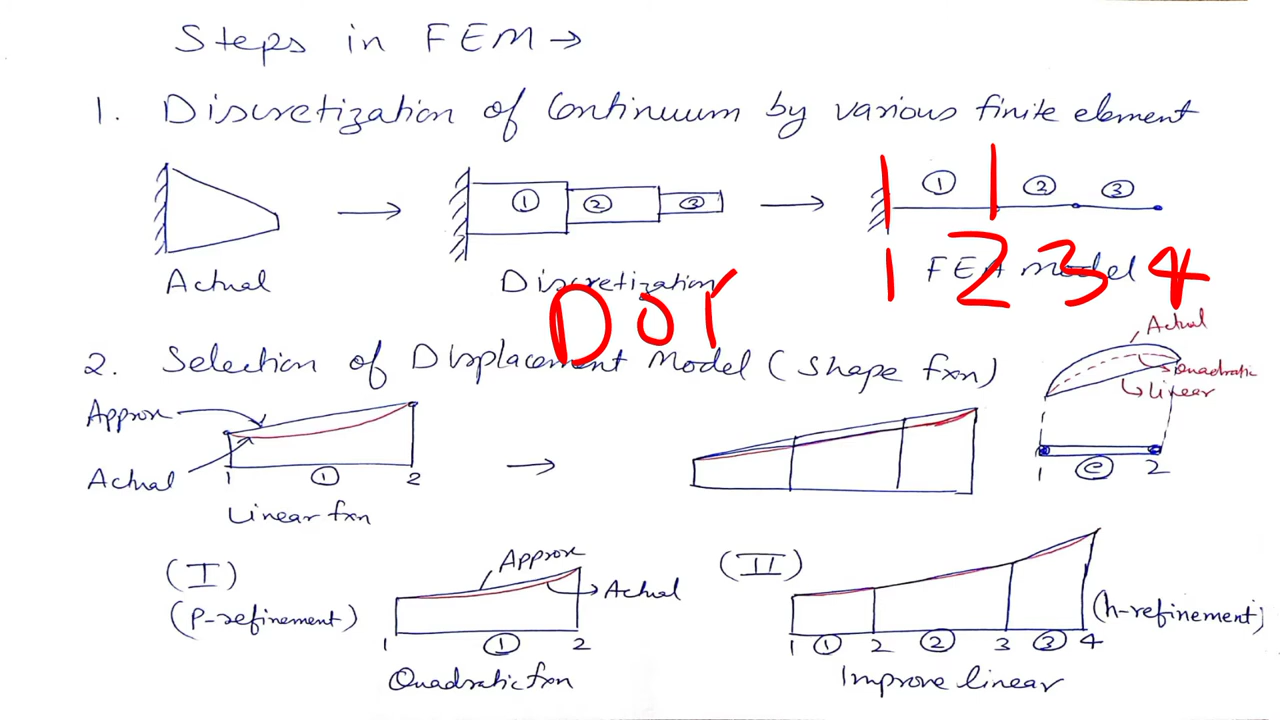 Steps in FEM →
1. Discretization of Continuum by various finite element
① ② ③
① ② ③
Actual
Discretization
FEA model
1 2 3 4
DOF
2. Selection of Displacement Model (Shape fxn)
Actual
Quadratic
Linear
Approx
Actual
1 ① 2
Linear fxn
1 ⓔ 2
(I)
(P-refinement)
Approx
Actual
1 ① 2
Quadratic fxn
(II)
(h-refinement)
1 ① 2 ② 3 ③ 4
Improve linear